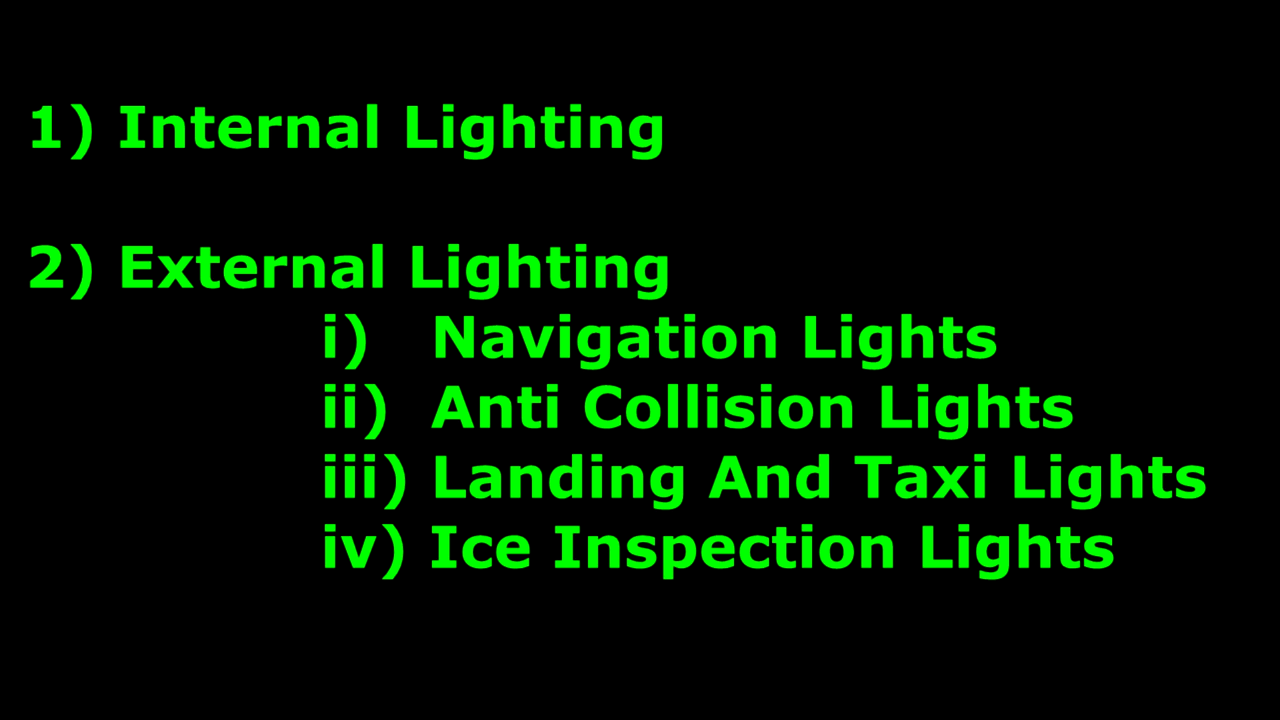 1) Internal Lighting
2) External Lighting
i) Navigation Lights
ii) Anti Collision Lights
iii) Landing And Taxi Lights
iv) Ice Inspection Lights